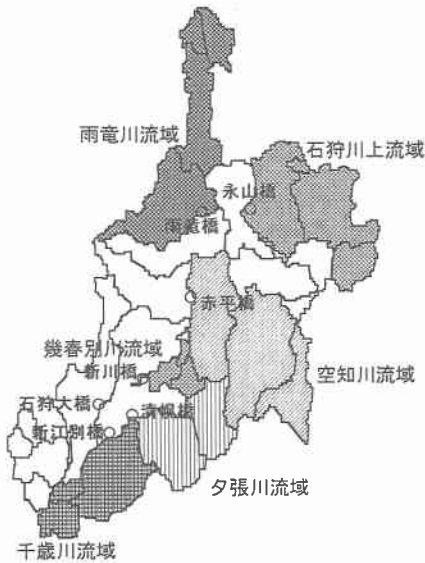 雨竜川流域
石狩川上流域
永山橋
雨竜橋
赤平橋
幾春別川流域
新川橋
空知川流域
石狩大橋
清幌橋
新江別橋
夕張川流域
千歳川流域